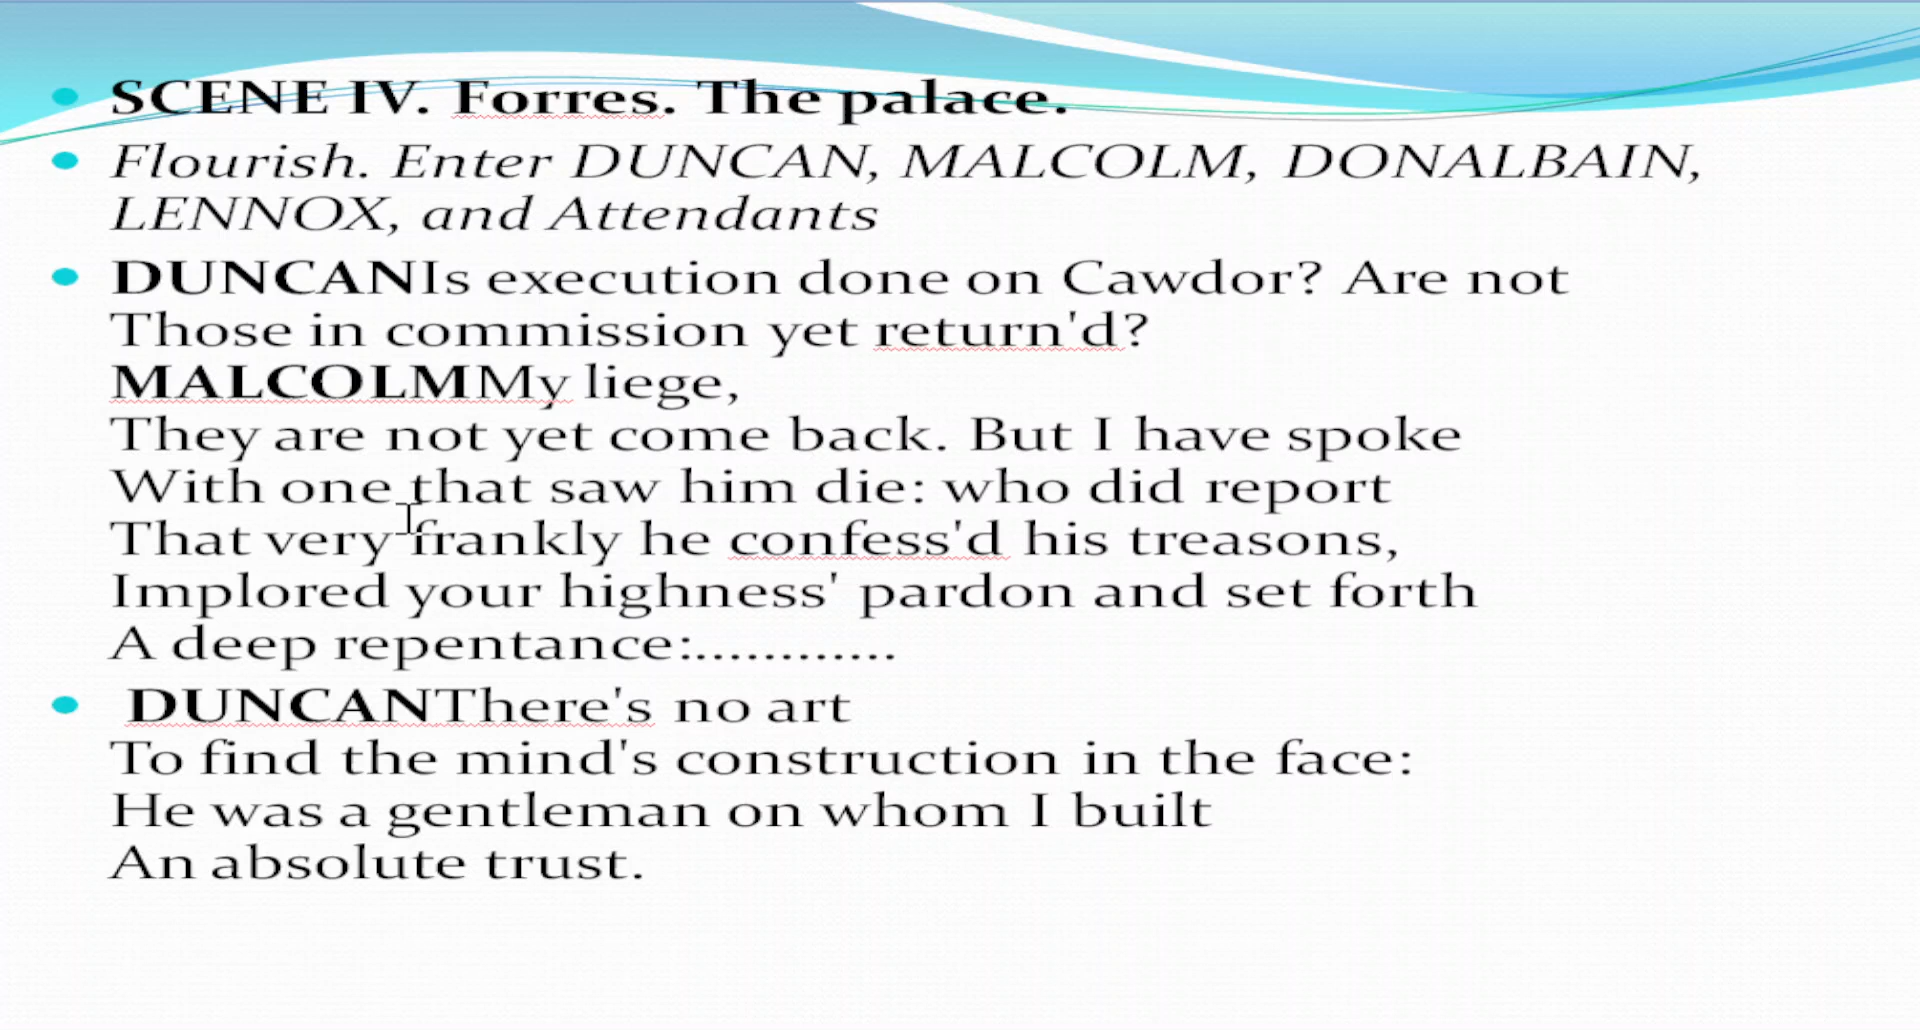 SCENE IV. Forres. The palace.
Flourish. Enter DUNCAN, MALCOLM, DONALBAIN,
LENNOX, and Attendants
DUNCANIs execution done on Cawdor? Are not
Those in commission yet return'd?
MALCOLMMy liege,
They are not yet come back. But I have spoke
With one that saw him die: who did report
That very frankly he confess'd his treasons,
Implored your highness' pardon and set forth
A deep repentance:............
DUNCANThere's no art
To find the mind's construction in the face:
He was a gentleman on whom I built
An absolute trust.